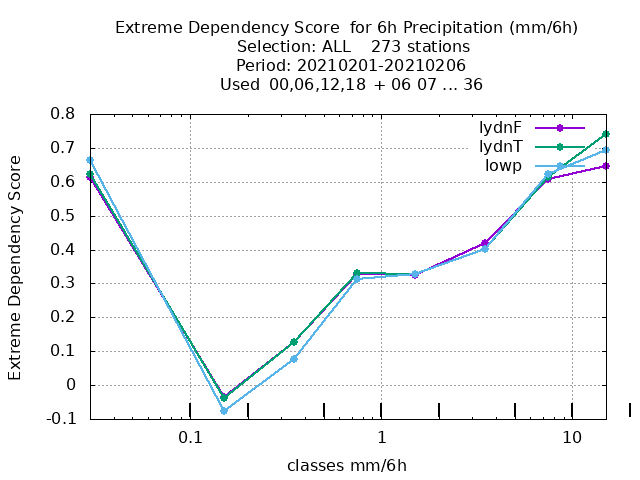 Extreme Dependency Score  for 6h Precipitation (mm/6h)
Selection: ALL    273 stations
Period: 20210201-20210206
Used  00,06,12,18  + 06 07 ... 36
Extreme Dependency Score
0.8
0.7
0.6
0.5
0.4
0.3
0.2
0.1
0
-0.1
lydnF
lydnT
lowp
0.1
1
10
classes mm/6h